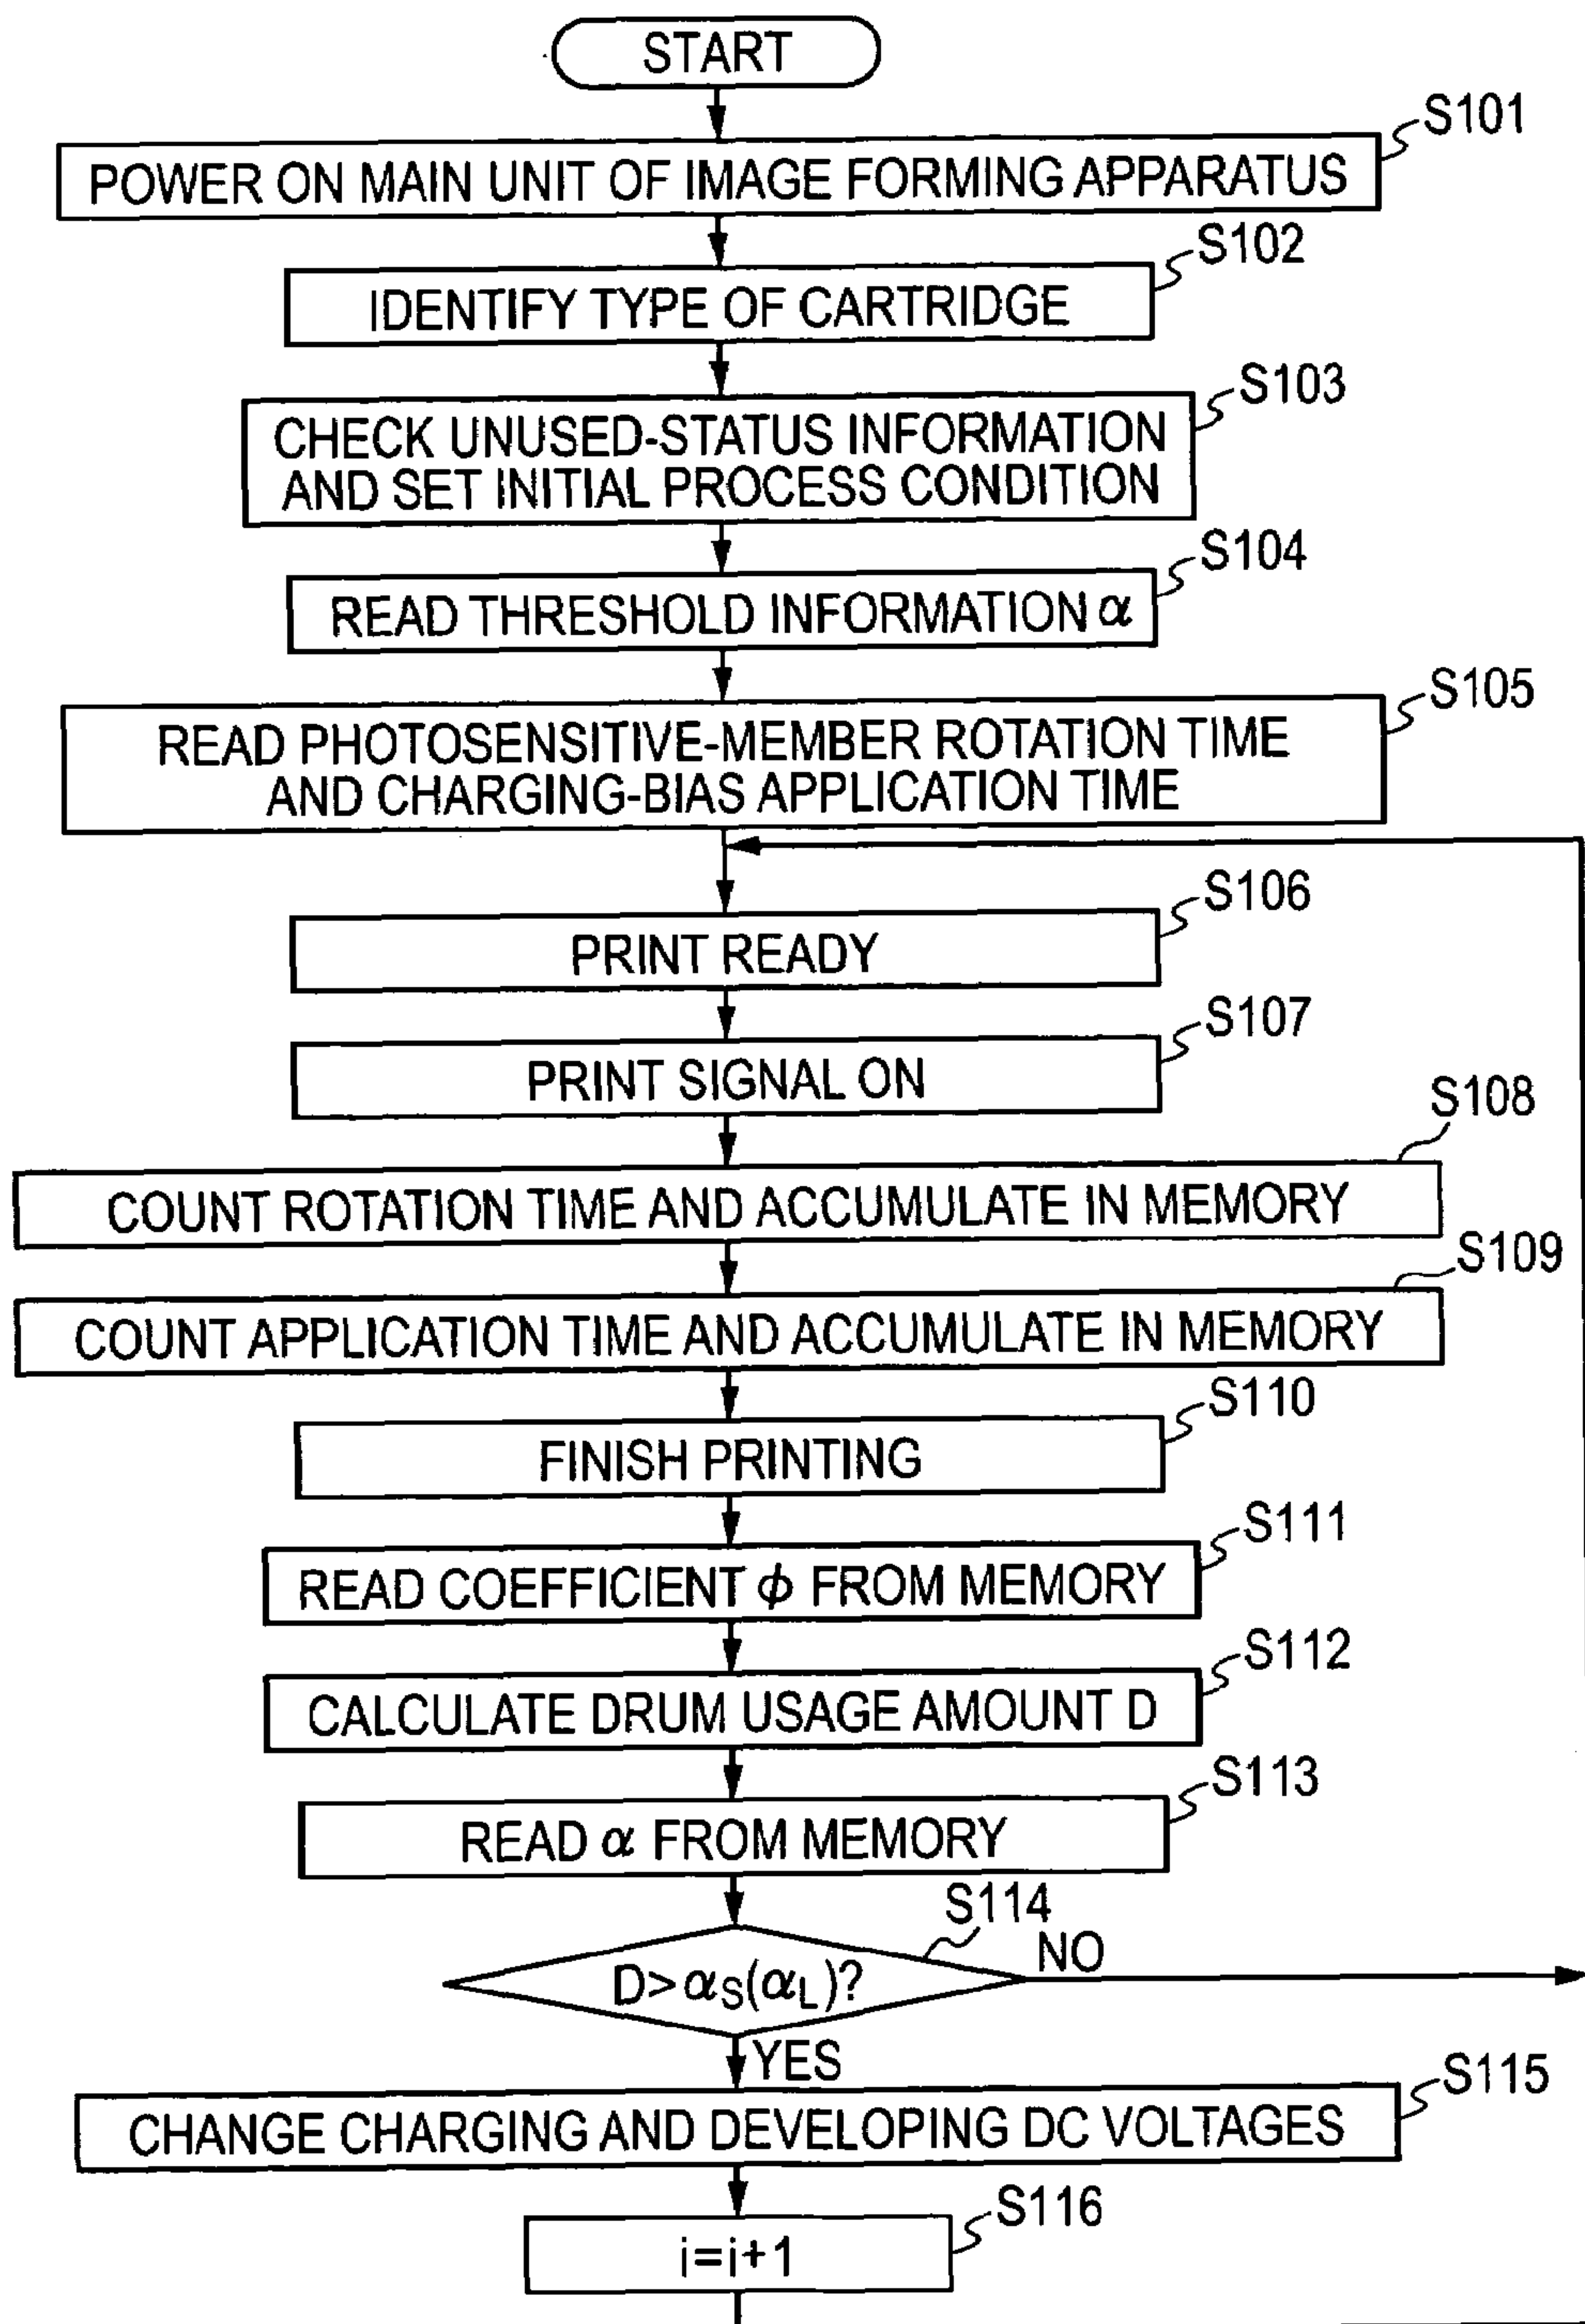 START
S101
POWER ON MAIN UNIT OF IMAGE FORMING APPARATUS
S102
IDENTIFY TYPE OF CARTRIDGE
S103
CHECK UNUSED-STATUS INFORMATION
AND SET INITIAL PROCESS CONDITION
S104
READ THRESHOLD INFORMATION α
S105
READ PHOTOSENSITIVE-MEMBER ROTATION TIME
AND CHARGING-BIAS APPLICATION TIME
S106
PRINT READY
S107
PRINT SIGNAL ON
S108
COUNT ROTATION TIME AND ACCUMULATE IN MEMORY
S109
COUNT APPLICATION TIME AND ACCUMULATE IN MEMORY
S110
FINISH PRINTING
S111
READ COEFFICIENT ϕ FROM MEMORY
S112
CALCULATE DRUM USAGE AMOUNT D
S113
READ α FROM MEMORY
S114
NO
D>αS(αL)?
YES
S115
CHANGE CHARGING AND DEVELOPING DC VOLTAGES
S116
i=i+1